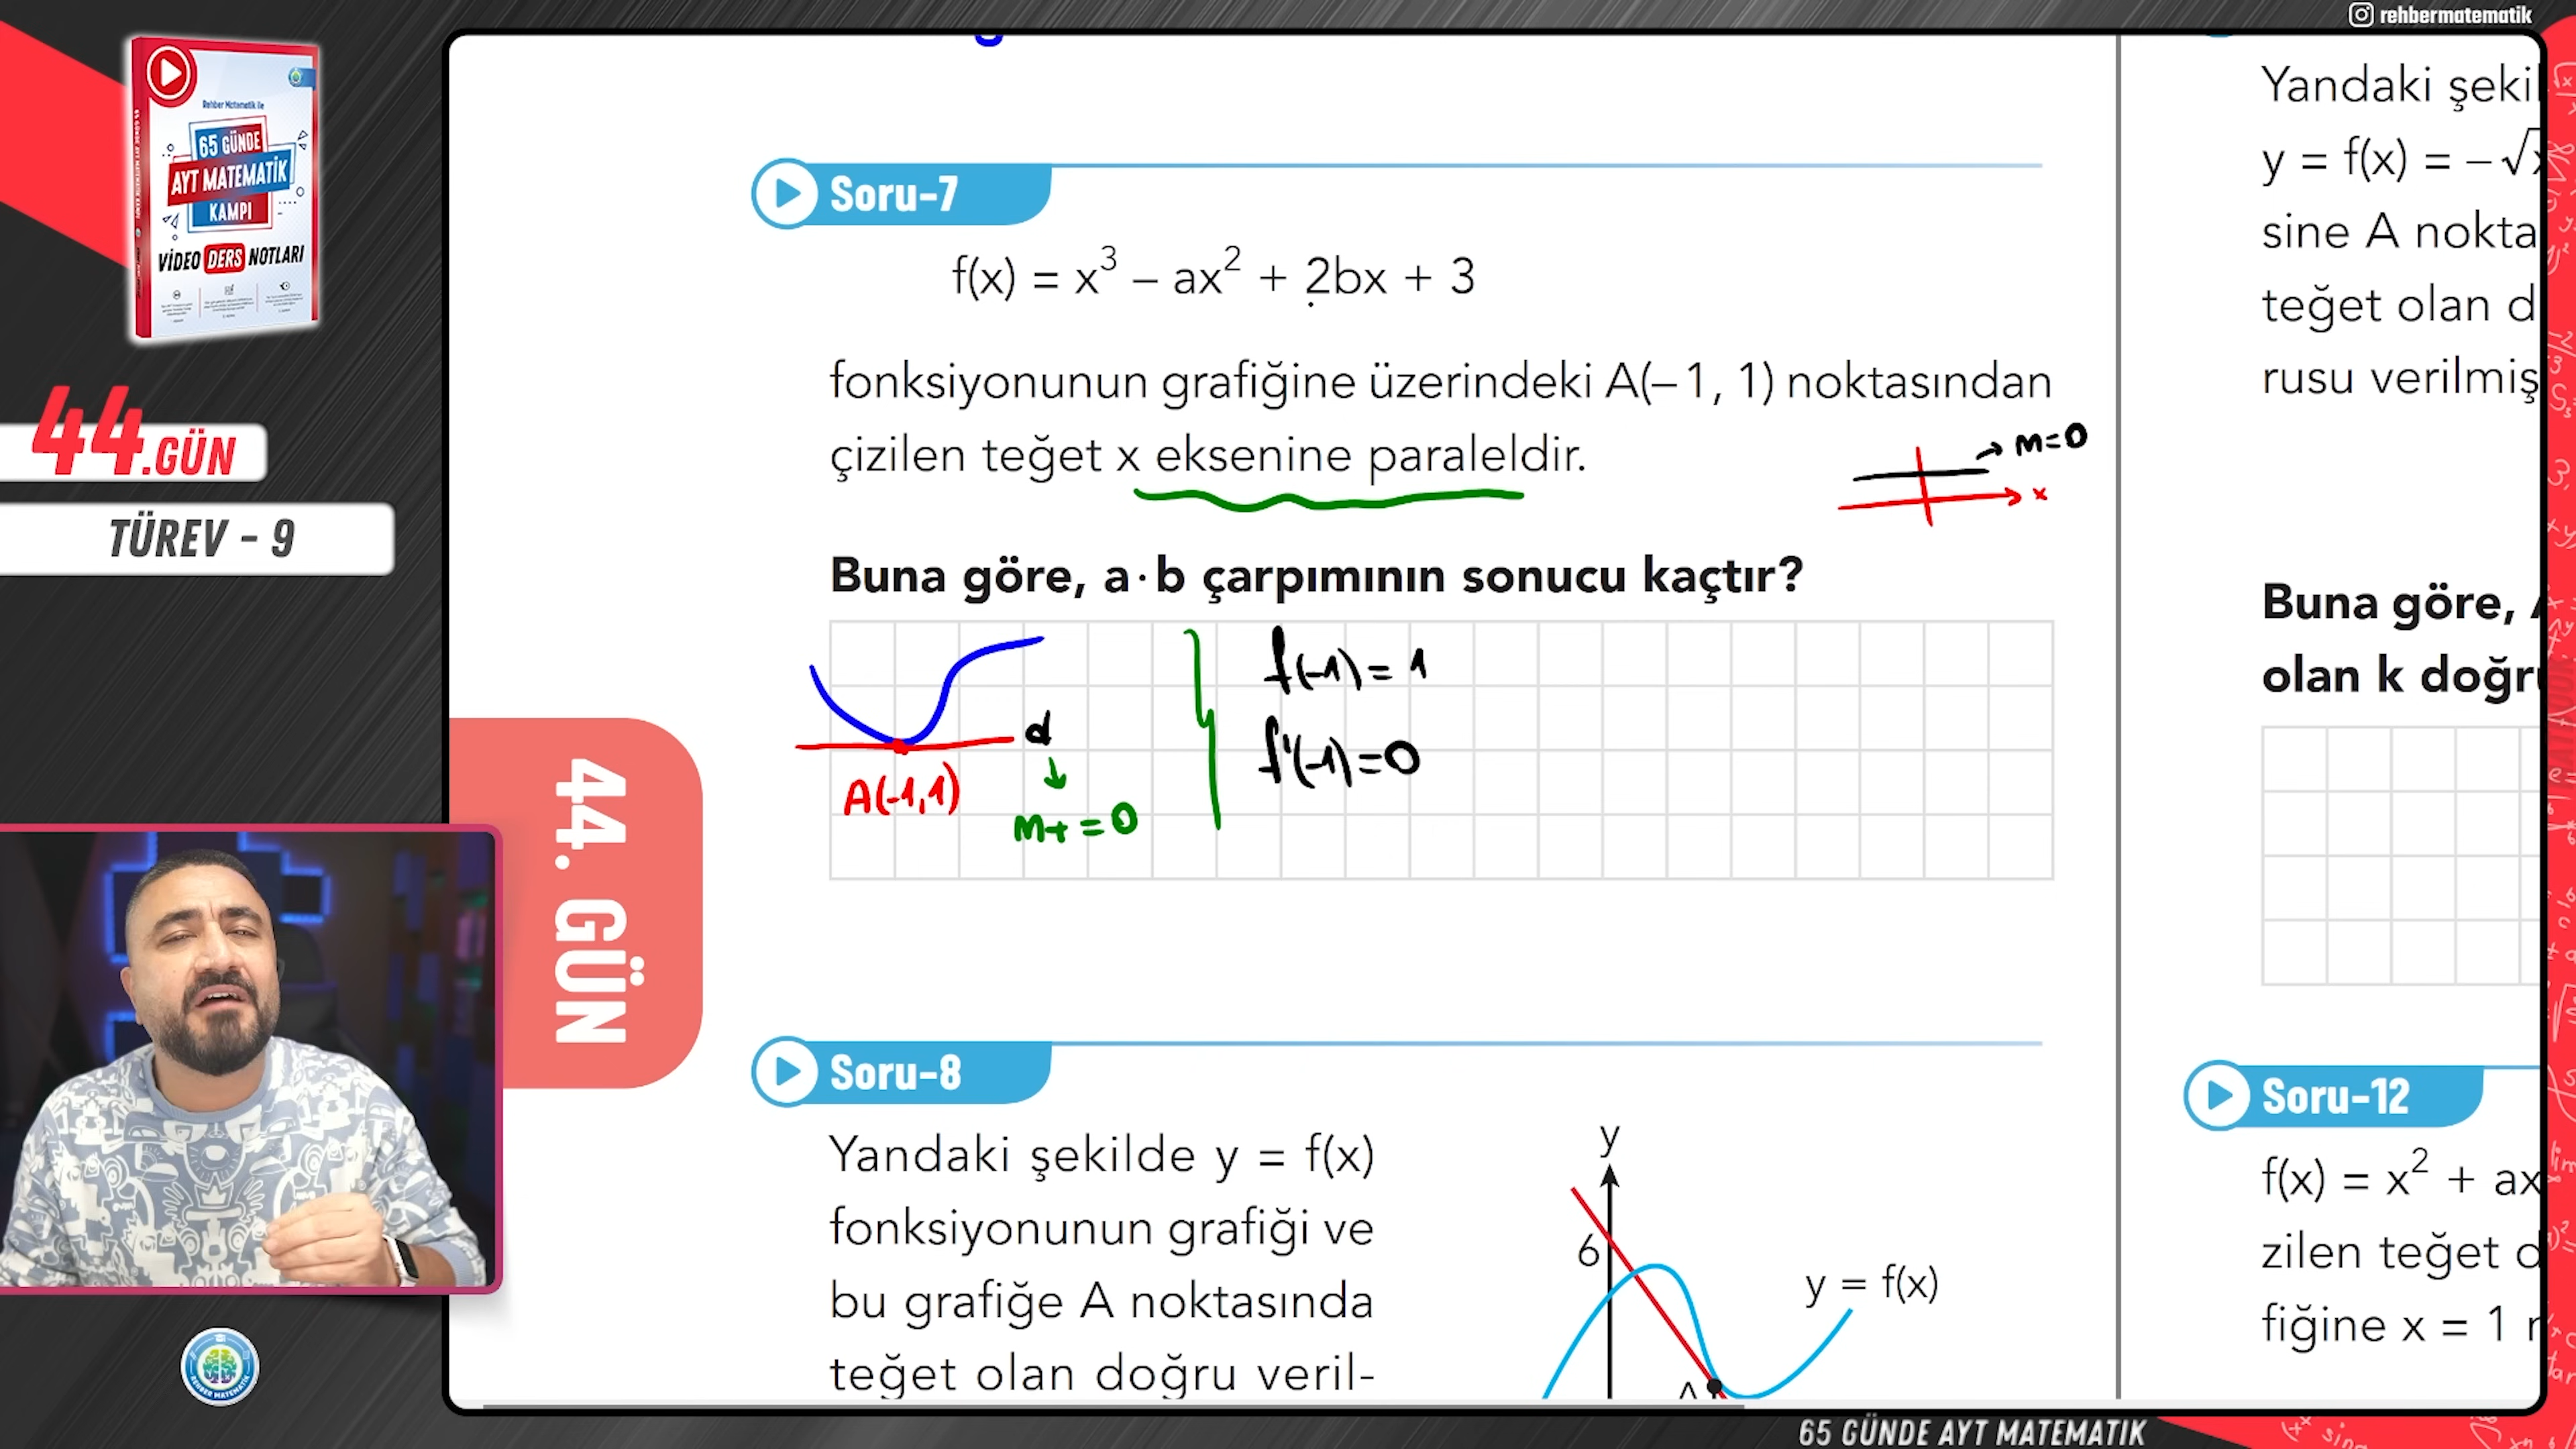 rehbermatematik
Rehber Matematik ile
65 GÜNDE
AYT MATEMATİK
KAMPI
VİDEO DERS NOTLARI
44.GÜN
TÜREV - 9
44. GÜN
Soru-7
f(x) = x³ – ax² + 2bx + 3
fonksiyonunun grafiğine üzerindeki A(–1, 1) noktasından
çizilen teğet x eksenine paraleldir.
m=0
x
Buna göre, a·b çarpımının sonucu kaçtır?
f(-1) = 1
f'(-1)=0
d
A(-1,1)
mt = 0
Soru-8
Yandaki şekilde y = f(x)
fonksiyonunun grafiği ve
bu grafiğe A noktasında
teğet olan doğru veril-
y
6
y = f(x)
Yandaki şekil
y = f(x) = –√x
sine A nokta
teğet olan d
rusu verilmiş
Buna göre,
olan k doğru
Soru-12
f(x) = x² + ax
zilen teğet d
fiğine x = 1
REHBER MATEMATİK
65 GÜNDE AYT MATEMATİK